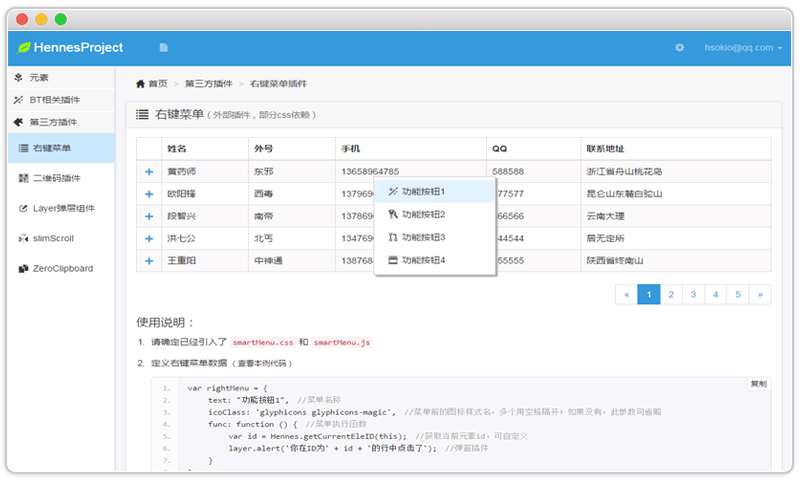 HennesProject
hsokio@qq.com
元素
BT相关插件
第三方插件
右键菜单
二维码插件
Layer弹层组件
slimScroll
ZeroClipboard
首页 > 第三方插件 > 右键菜单插件
右键菜单（外部插件，部分css依赖）
姓名 外号 手机 QQ 联系地址
+ 黄药师 东邪 13658964785 588588 浙江省舟山桃花岛
+ 欧阳锋 西毒 137969 77577 昆仑山东麓白驼山
+ 段智兴 南帝 137869 66566 云南大理
+ 洪七公 北丐 134769 44544 居无定所
+ 王重阳 中神通 138768 55555 陕西省终南山
功能按钮1
功能按钮2
功能按钮3
功能按钮4
« 1 2 3 4 5 »
使用说明：
1. 请确定已经引入了 smartMenu.css 和 smartMenu.js
2. 定义右键菜单数据（查看本例代码）
复制
1. var rightMenu = {
2. text: "功能按钮1", //菜单名称
3. icoClass: 'glyphicons glyphicons-magic', //菜单前的图标样式名，多个用空格隔开；如果没有，此参数可省略
4. func: function () { //菜单执行函数
5. var id = Hennes.getCurrentEleID(this); //获取当前元素id，可自定义
6. layer.alert('你在ID为' + id + '的行中点击了'); //弹窗插件
7. }